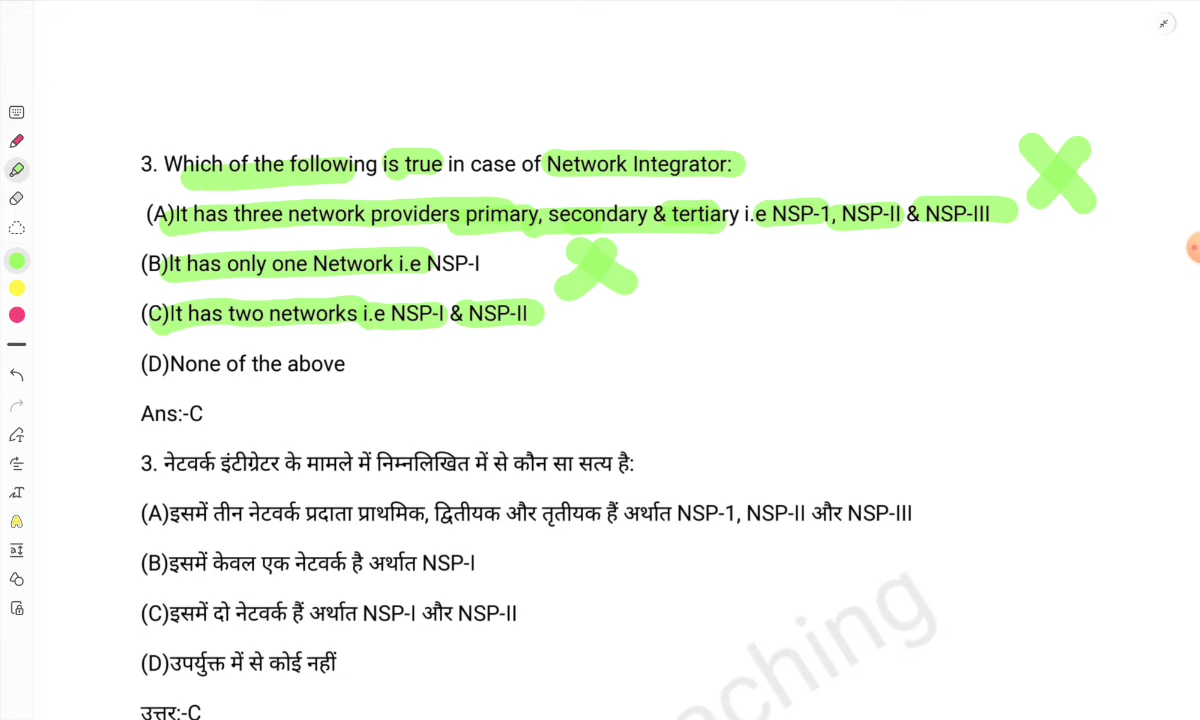 3. Which of the following is true in case of Network Integrator:
(A)It has three network providers primary, secondary & tertiary i.e NSP-1, NSP-II & NSP-III
(B)It has only one Network i.e NSP-I
(C)It has two networks i.e NSP-I & NSP-II
(D)None of the above
Ans:-C
3. नेटवर्क इंटीग्रेटर के मामले में निम्नलिखित में से कौन सा सत्य है:
(A)इसमें तीन नेटवर्क प्रदाता प्राथमिक, द्वितीयक और तृतीयक हैं अर्थात NSP-1, NSP-II और NSP-III
(B)इसमें केवल एक नेटवर्क है अर्थात NSP-I
(C)इसमें दो नेटवर्क हैं अर्थात NSP-I और NSP-II
(D)उपर्युक्त में से कोई नहीं
उत्तर:-C